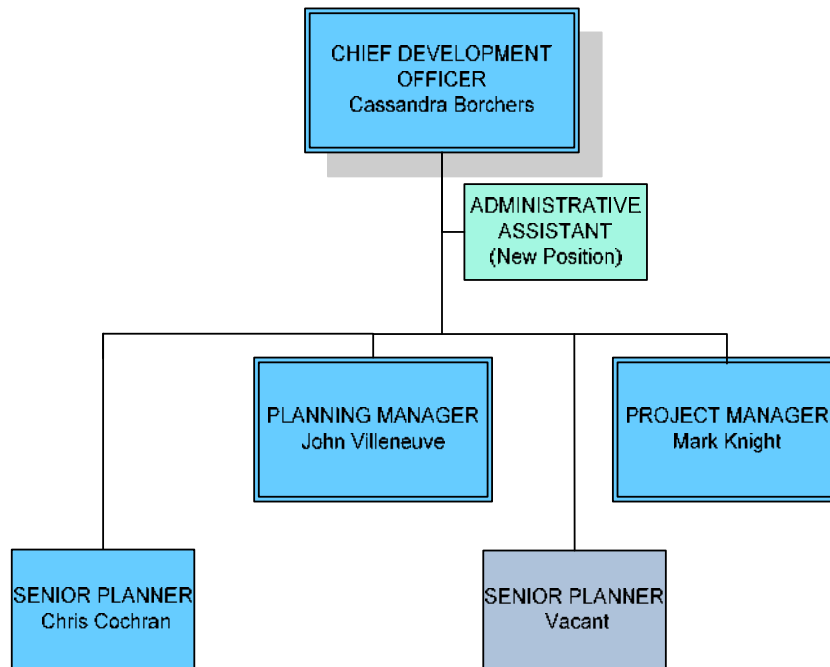 CHIEF DEVELOPMENT
OFFICER
Cassandra Borchers
ADMINISTRATIVE
ASSISTANT
(New Position)
PLANNING MANAGER
John Villeneuve
PROJECT MANAGER
Mark Knight
SENIOR PLANNER
Chris Cochran
SENIOR PLANNER
Vacant